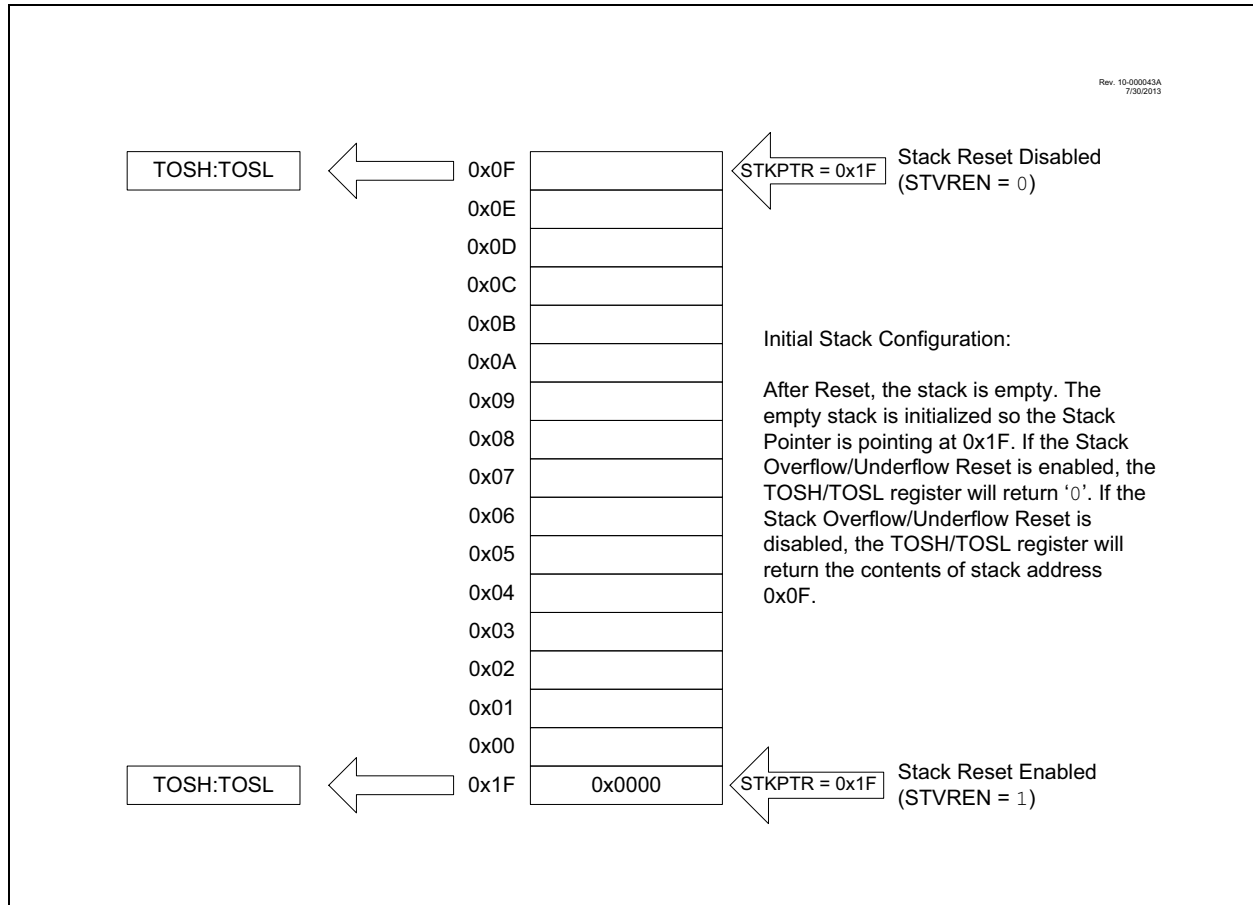 Rev. 10-000043A
7/30/2013
TOSH:TOSL
0x0F
STKPTR = 0x1F
Stack Reset Disabled
(STVREN = 0)
0x0E
0x0D
0x0C
0x0B
0x0A
0x09
0x08
0x07
0x06
0x05
0x04
0x03
0x02
0x01
0x00
Initial Stack Configuration:
After Reset, the stack is empty. The
empty stack is initialized so the Stack
Pointer is pointing at 0x1F. If the Stack
Overflow/Underflow Reset is enabled, the
TOSH/TOSL register will return ‘0’. If the
Stack Overflow/Underflow Reset is
disabled, the TOSH/TOSL register will
return the contents of stack address
0x0F.
TOSH:TOSL
0x1F
0x0000
STKPTR = 0x1F
Stack Reset Enabled
(STVREN = 1)